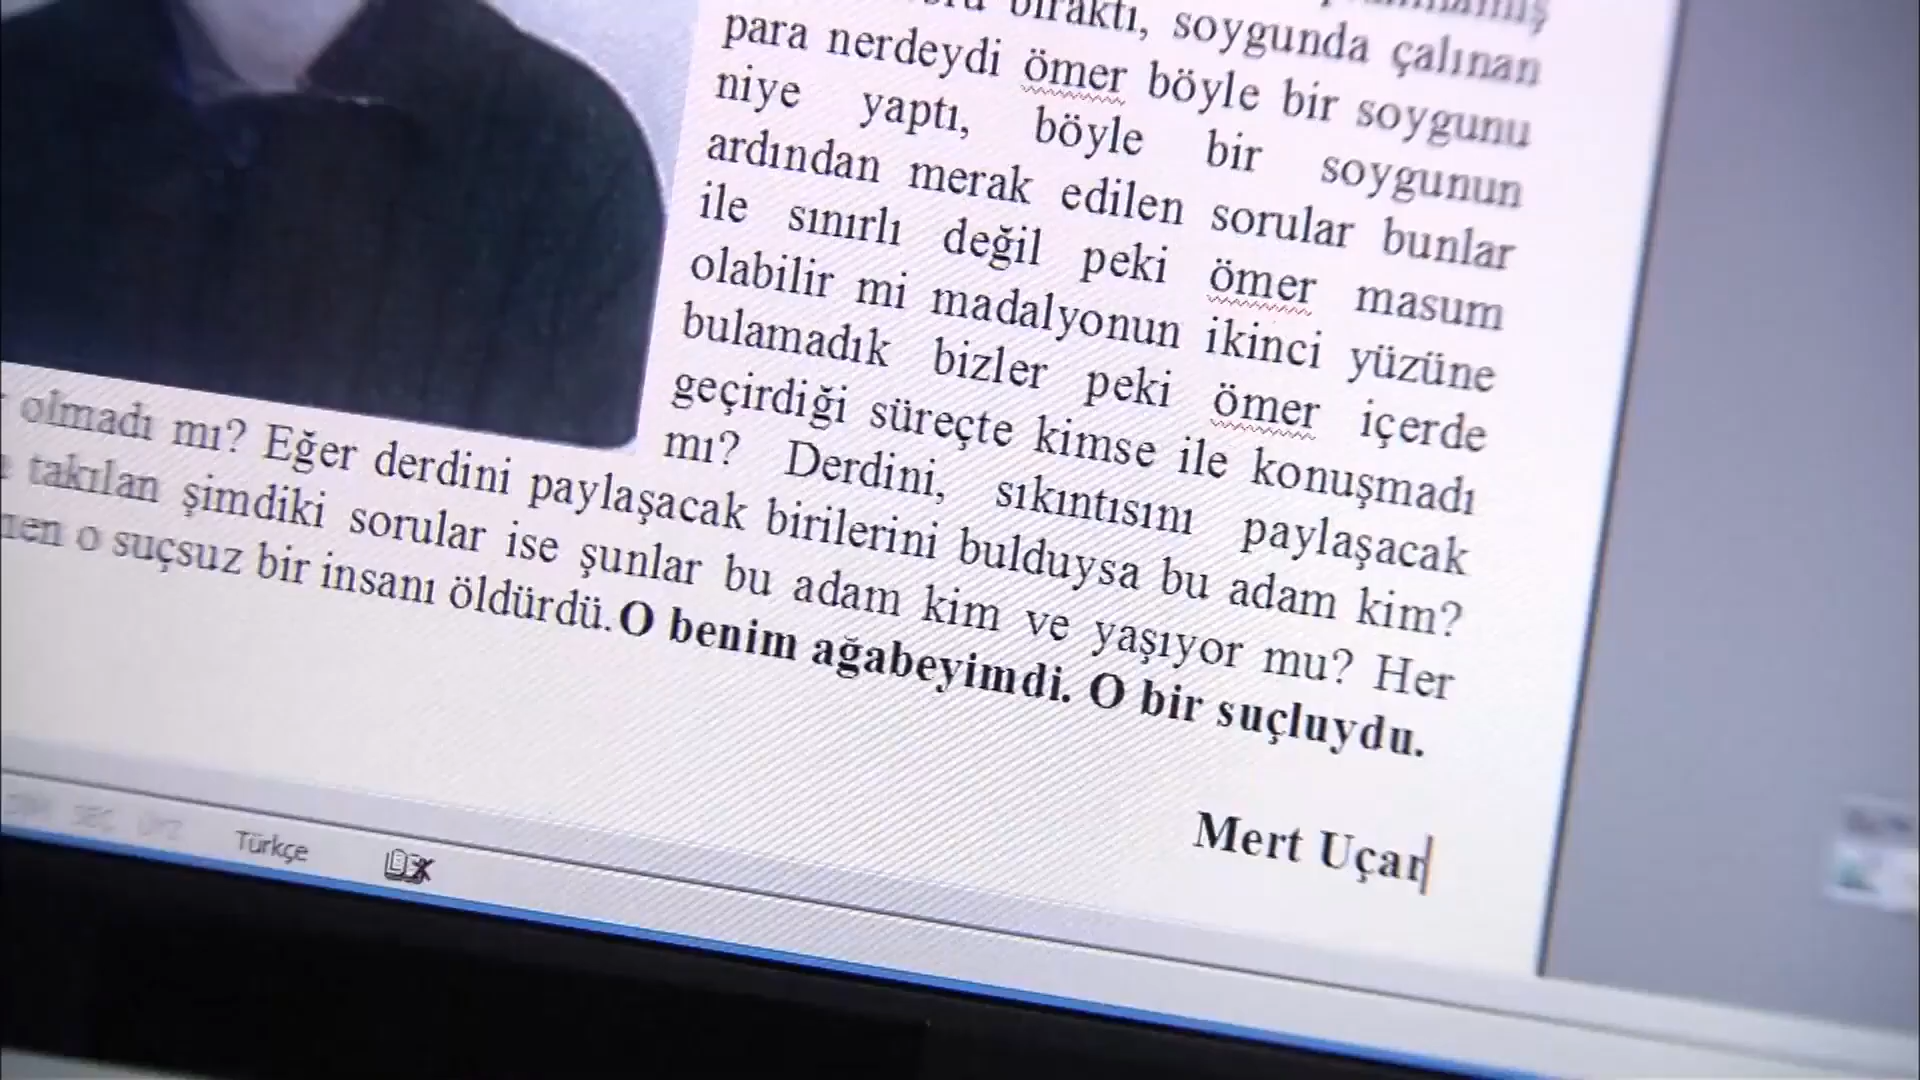 bıraktı, soygunda çalınan
para nerdeydi ömer böyle bir soygunu
niye yaptı, böyle bir soygunun
ardından merak edilen sorular bunlar
ile sınırlı değil peki ömer masum
olabilir mi madalyonun ikinci yüzüne
bulamadık bizler peki ömer içerde
geçirdiği süreçte kimse ile konuşmadı
mı? Derdini, sıkıntısını paylaşacak
olmadı mı? Eğer derdini paylaşacak birilerini bulduysa bu adam kim?
takılan şimdiki sorular ise şunlar bu adam kim ve yaşıyor mu? Her
o suçsuz bir insanı öldürdü. O benim ağabeyimdi. O bir suçluydu.
Mert Uçar
Türkçe